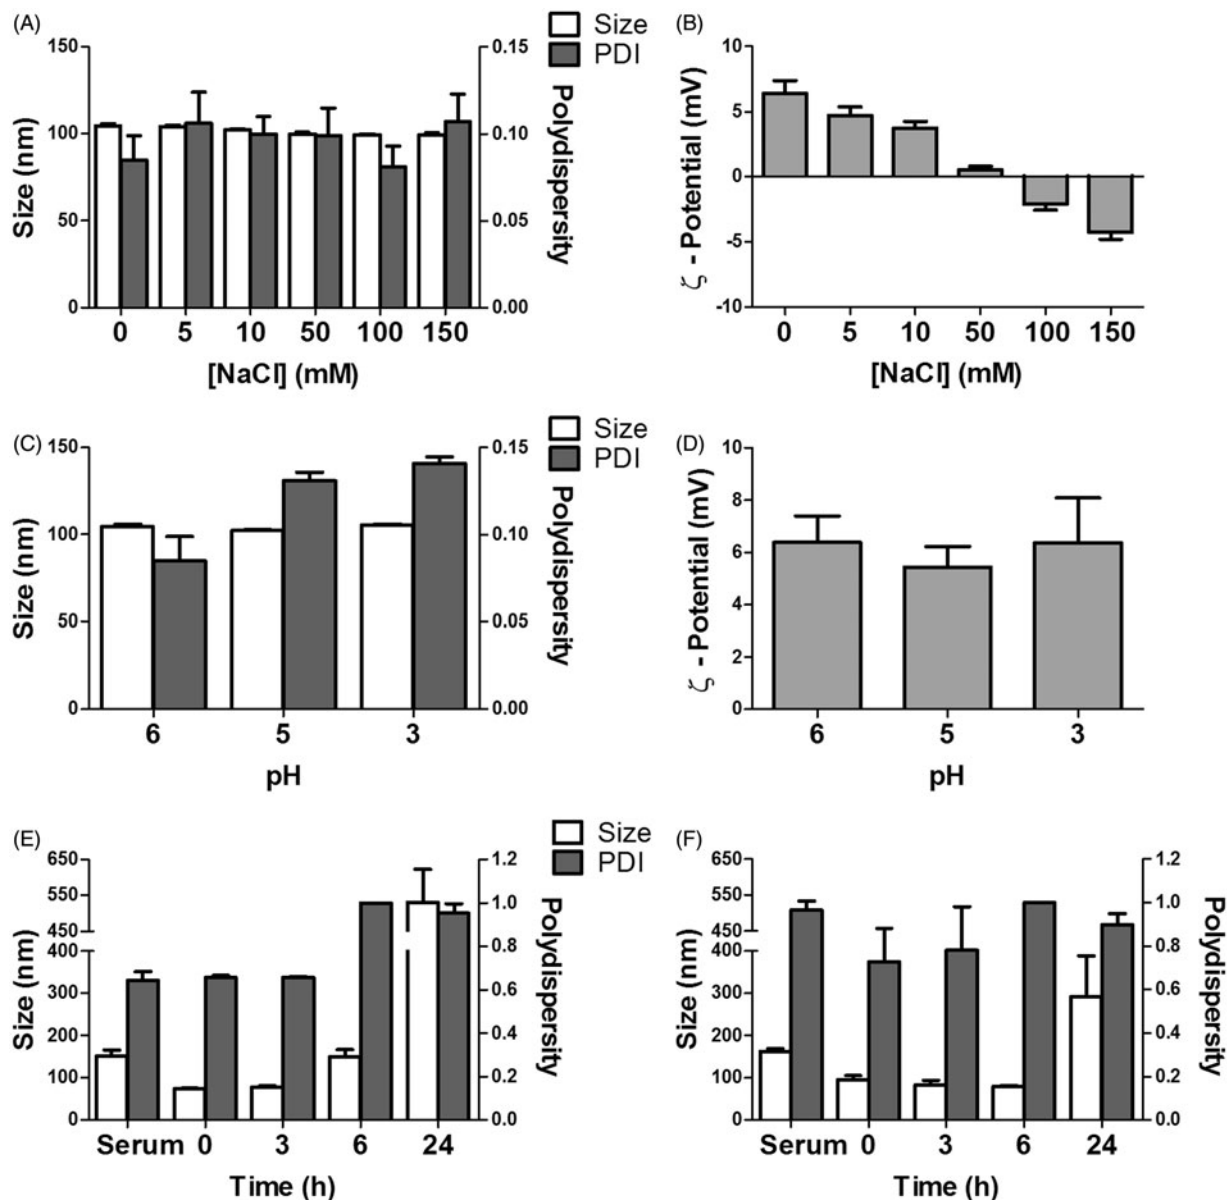 (A)
Size
PDI
150
100
50
0
0.15
0.10
0.05
0.00
Size (nm)
Polydispersity
0 5 10 50 100 150
[NaCl] (mM)
(B)
10
5
0
-5
-10
ζ - Potential (mV)
0 5 10 50 100 150
[NaCl] (mM)
(C)
Size
PDI
150
100
50
0
0.15
0.10
0.05
0.00
Size (nm)
Polydispersity
6 5 3
pH
(D)
10
8
6
4
2
0
ζ - Potential (mV)
6 5 3
pH
(E)
Size
PDI
650
550
450
400
300
200
100
0
1.2
1.0
0.8
0.6
0.4
0.2
0.0
Size (nm)
Polydispersity
Serum 0 3 6 24
Time (h)
(F)
650
550
450
400
300
200
100
0
1.2
1.0
0.8
0.6
0.4
0.2
0.0
Size (nm)
Polydispersity
Serum 0 3 6 24
Time (h)